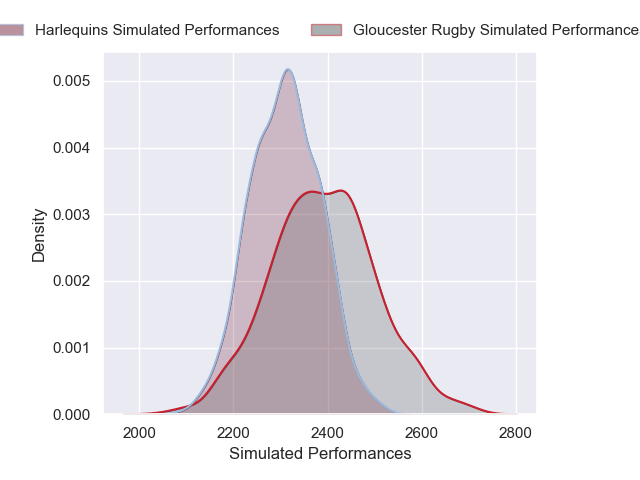 Harlequins Simulated Performances
Gloucester Rugby Simulated Performance
0.005
0.004
0.003
0.002
0.001
0.000
Density
2000
2200
2400
2600
2800
Simulated Performances